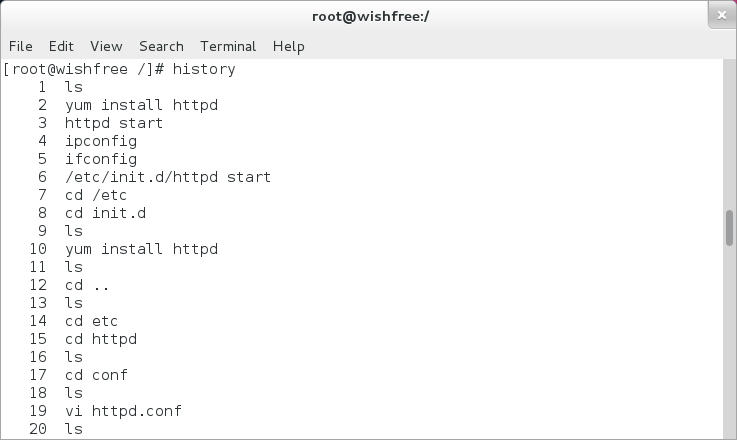 root@wishfree:/
×
File Edit View Search Terminal Help
[root@wishfree /]# history
1 ls
2 yum install httpd
3 httpd start
4 ipconfig
5 ifconfig
6 /etc/init.d/httpd start
7 cd /etc
8 cd init.d
9 ls
10 yum install httpd
11 ls
12 cd ..
13 ls
14 cd etc
15 cd httpd
16 ls
17 cd conf
18 ls
19 vi httpd.conf
20 ls